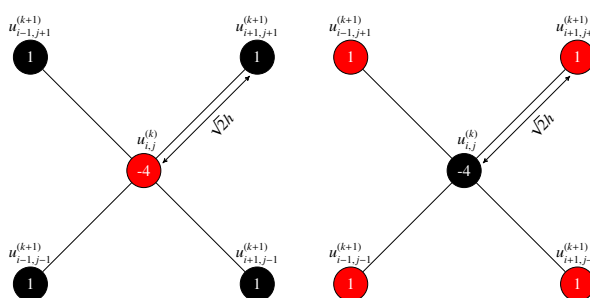 u_{i-1,j+1}^{(k+1)} u_{i+1,j+1}^{(k+1)} u_{i-1,j+1}^{(k+1)} u_{i+1,j+1}^{(k+1)}
1 1 1 1
√2h √2h
u_{i,j}^{(k)} u_{i,j}^{(k)}
-4 -4
u_{i-1,j-1}^{(k+1)} u_{i+1,j-1}^{(k+1)} u_{i-1,j-1}^{(k+1)} u_{i+1,j-1}^{(k+1)}
1 1 1 1